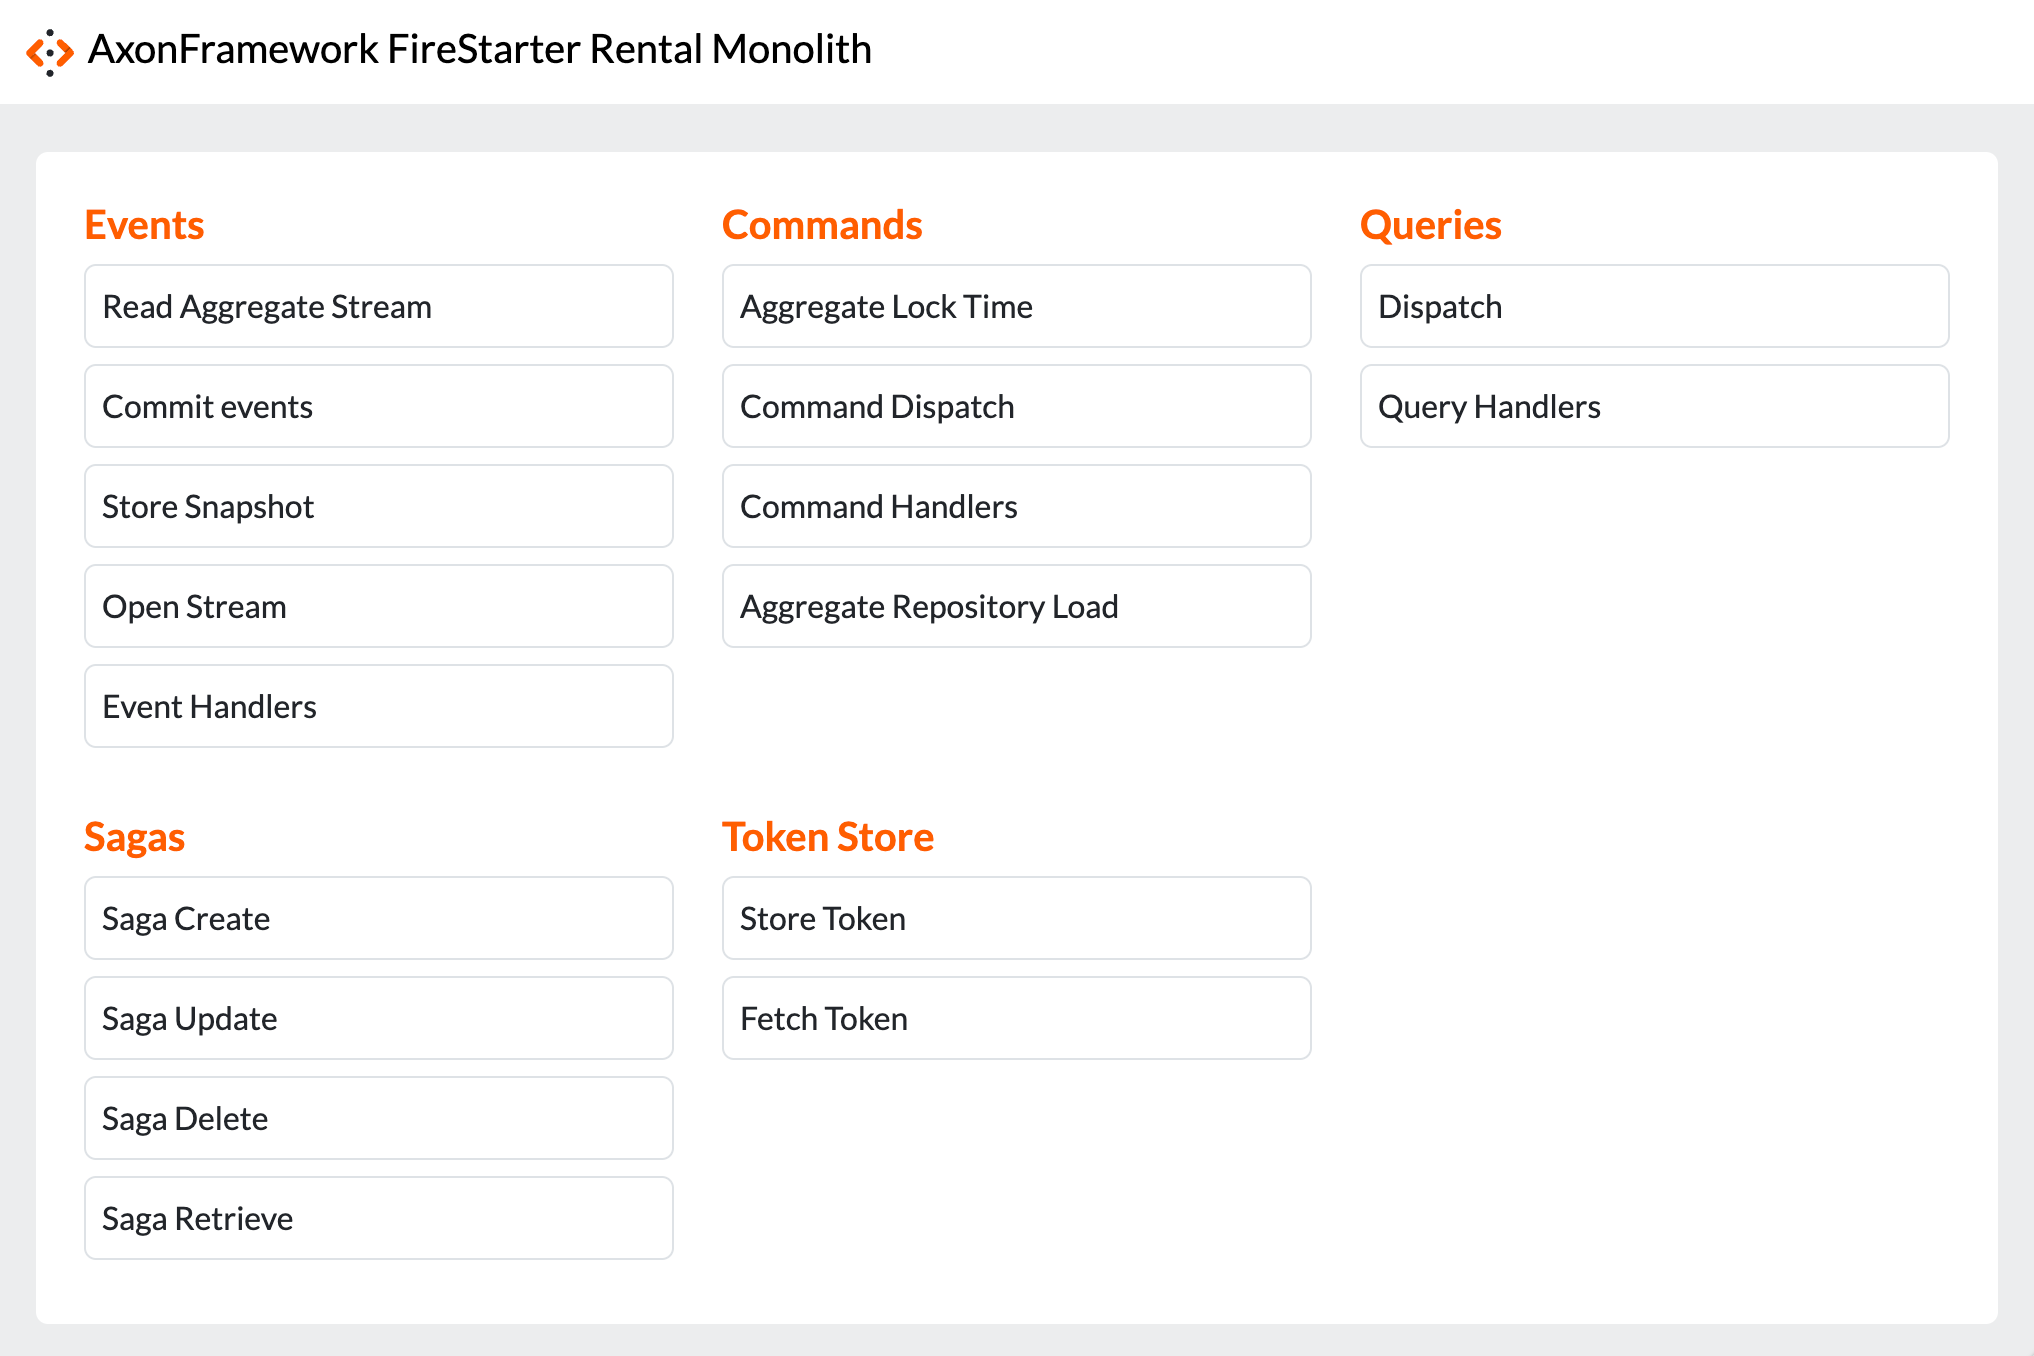 AxonFramework FireStarter Rental Monolith
Events
Read Aggregate Stream
Commit events
Store Snapshot
Open Stream
Event Handlers
Commands
Aggregate Lock Time
Command Dispatch
Command Handlers
Aggregate Repository Load
Queries
Dispatch
Query Handlers
Sagas
Saga Create
Saga Update
Saga Delete
Saga Retrieve
Token Store
Store Token
Fetch Token